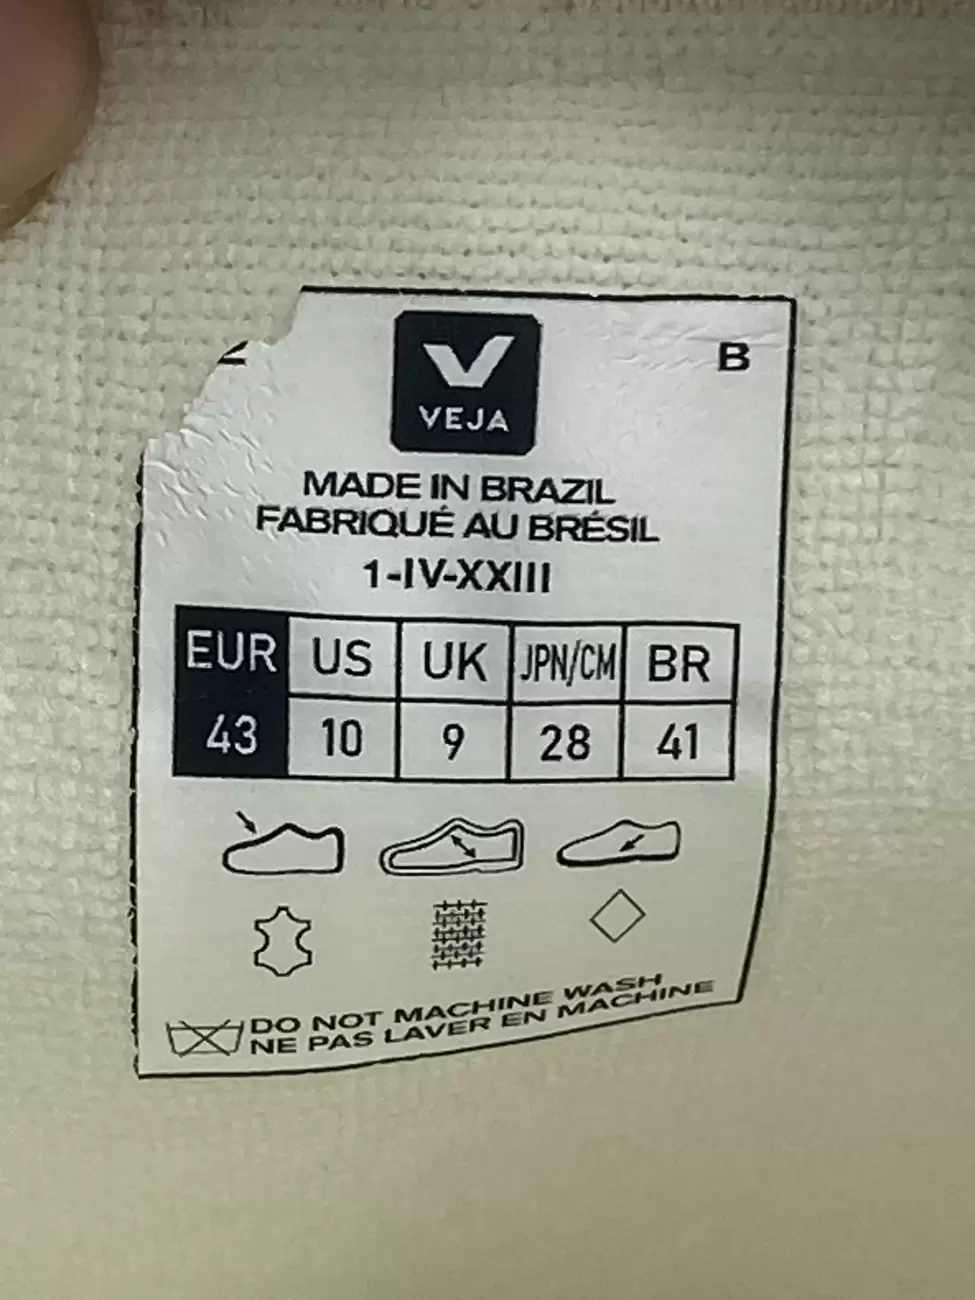 B
VEJA
MADE IN BRAZIL
FABRIQUÉ AU BRÉSIL
1-IV-XXIII
EUR US UK JPN/CM BR
43 10 9 28 41
DO NOT MACHINE WASH
NE PAS LAVER EN MACHINE